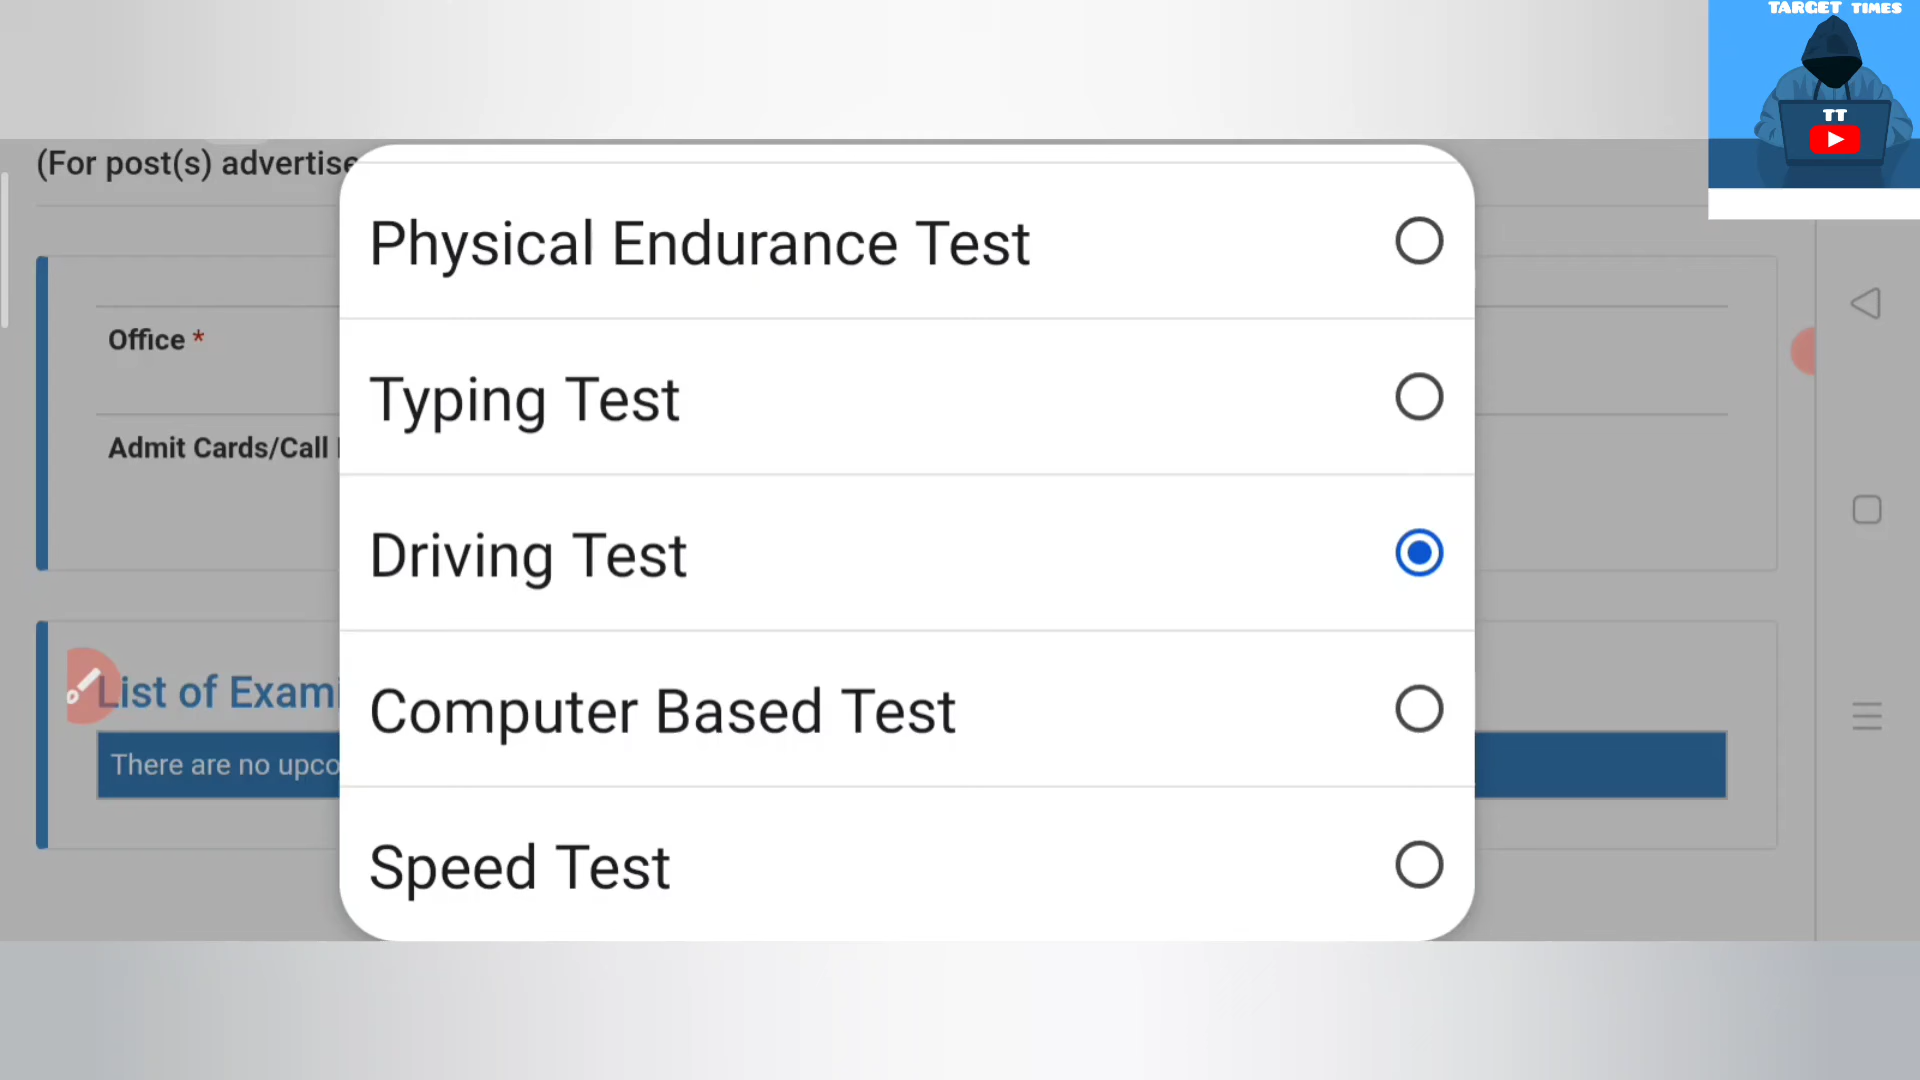 TARGET TIMES
TT
(For post(s) advertise
Physical Endurance Test
Office *
Typing Test
Admit Cards/Call
Driving Test
List of Exami
Computer Based Test
There are no upco
Speed Test